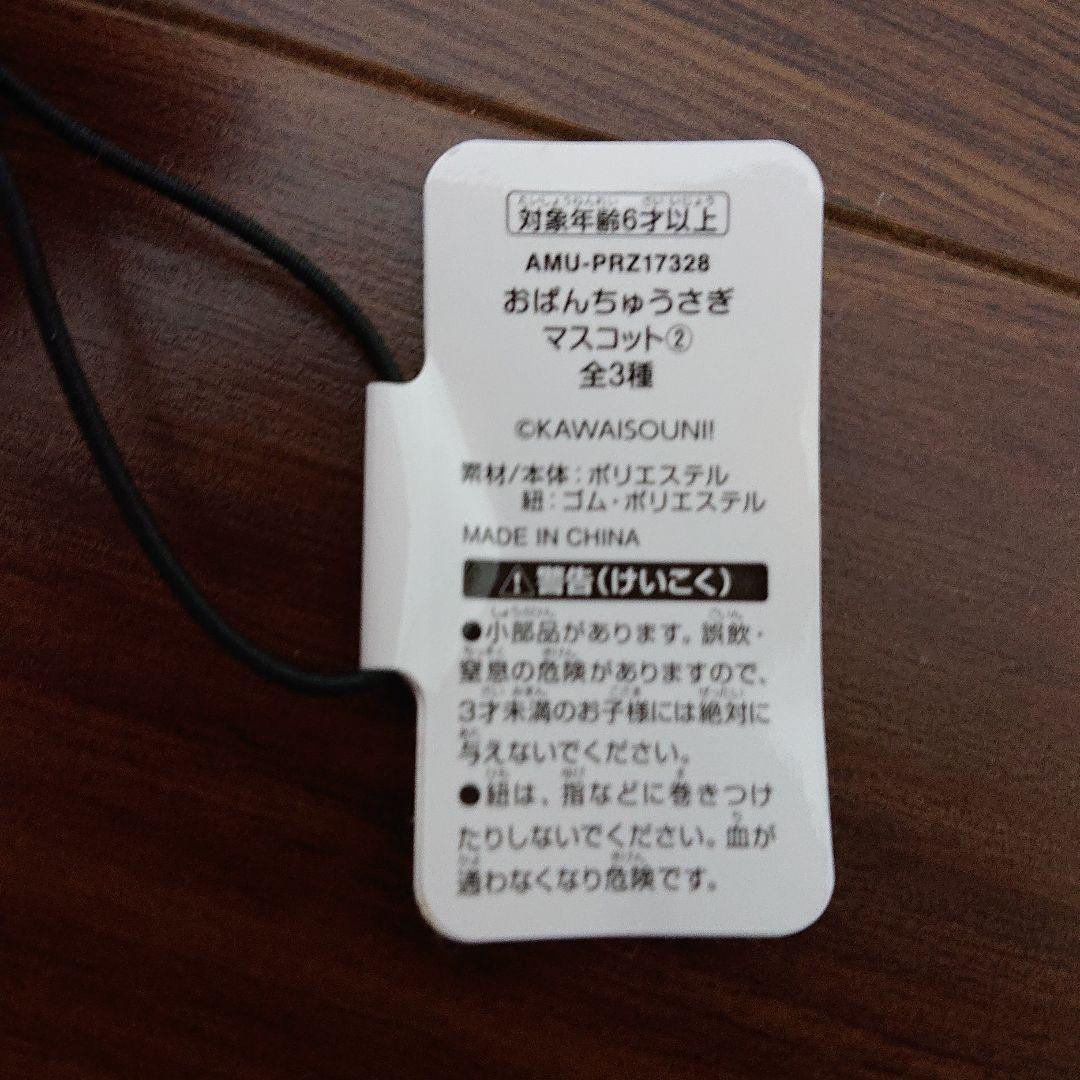 対象年齢6才以上
AMU-PRZ17328
おぱんちゅうさぎ
マスコット②
全3種
©KAWAISOUNI!
素材/本体:ポリエステル
紐:ゴム・ポリエステル
MADE IN CHINA
⚠警告(けいこく)
●小部品があります。誤飲・
窒息の危険がありますので、
3才未満のお子様には絶対に
与えないでください。
●紐は、指などに巻きつけ
たりしないでください。血が
通わなくなり危険です。